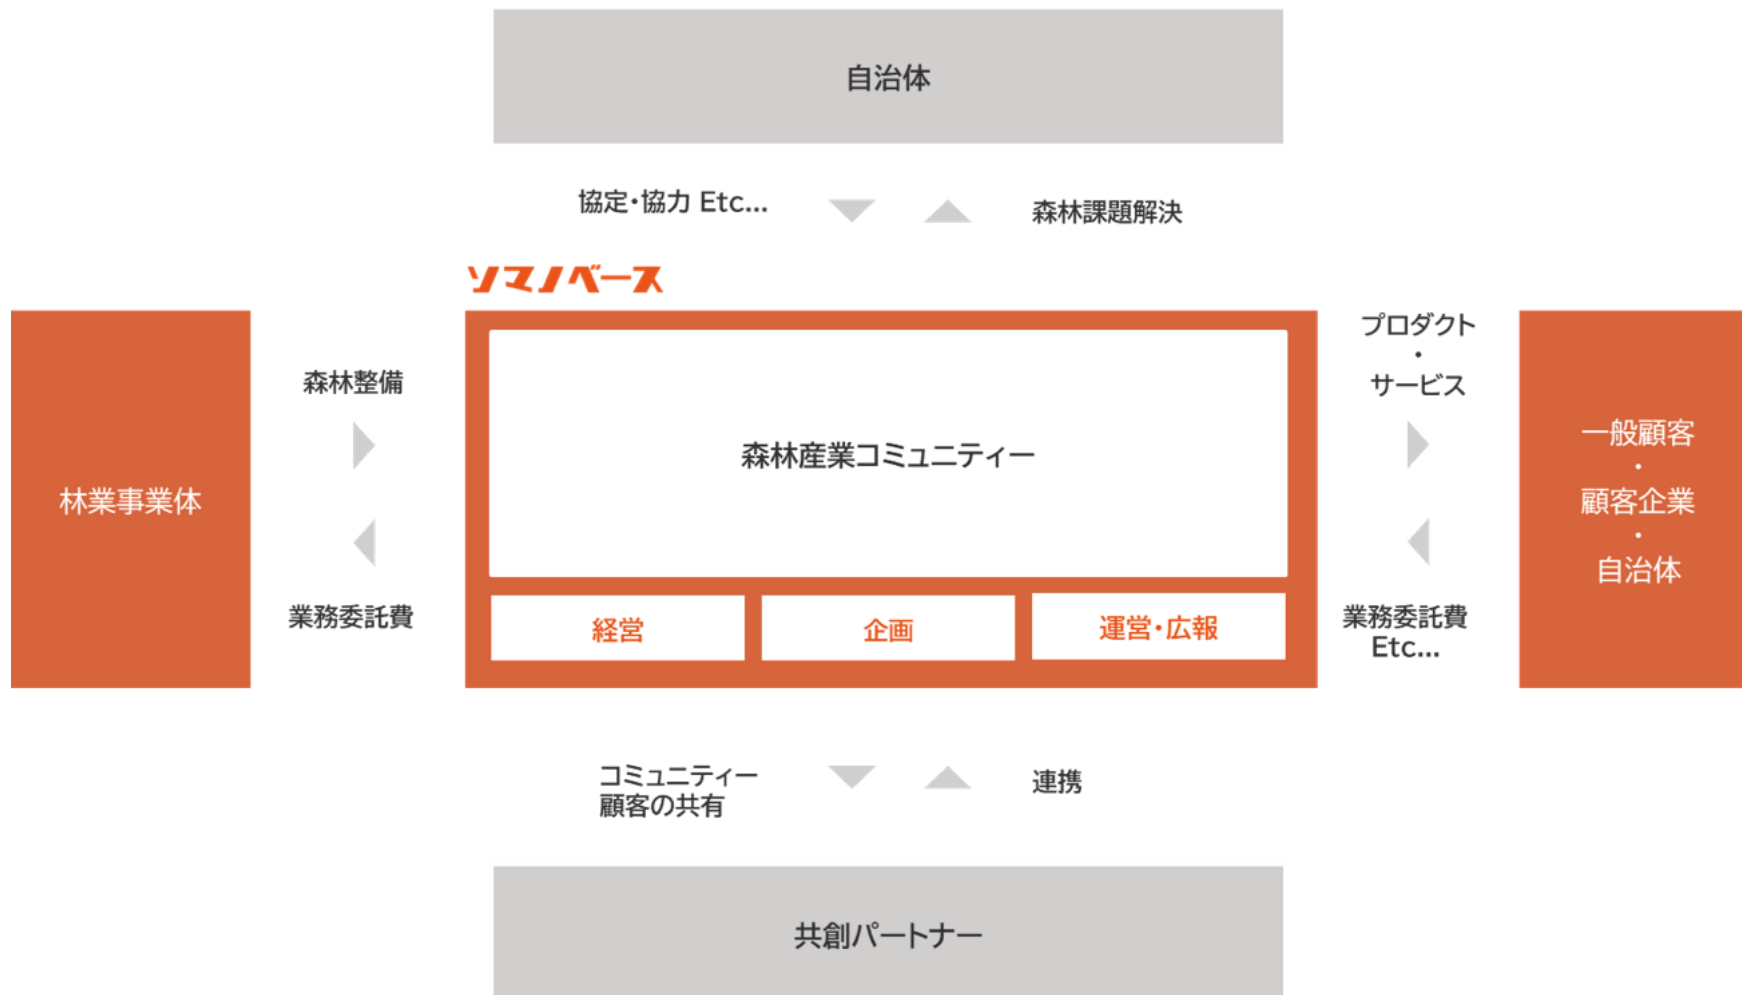 自治体
協定・協力 Etc...
森林課題解決
ソマノベース
林業事業体
森林整備
業務委託費
森林産業コミュニティー
経営
企画
運営・広報
プロダクト
・
サービス
業務委託費
Etc...
一般顧客
・
顧客企業
・
自治体
コミュニティー
顧客の共有
連携
共創パートナー